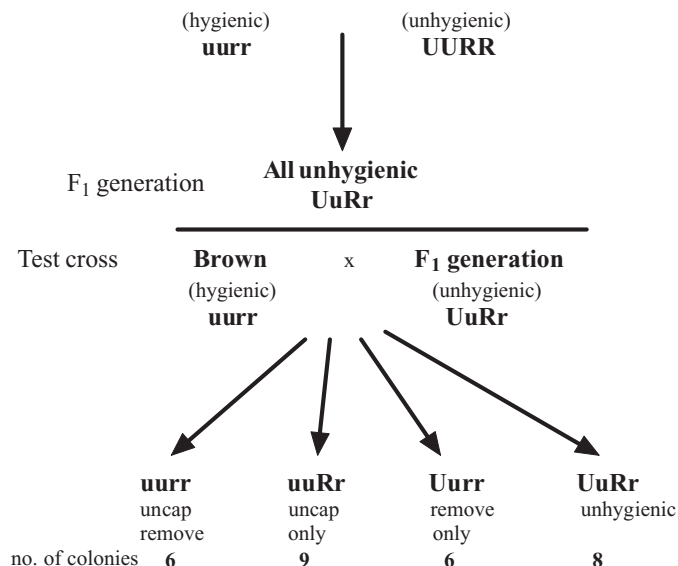 (hygienic) (unhygienic)
uurr UURR
F1 generation
All unhygienic
UuRr
Test cross Brown x F1 generation
(hygienic) (unhygienic)
uurr UuRr
uurr uuRr Uurr UuRr
uncap uncap remove unhygienic
remove only only
no. of colonies 6 9 6 8